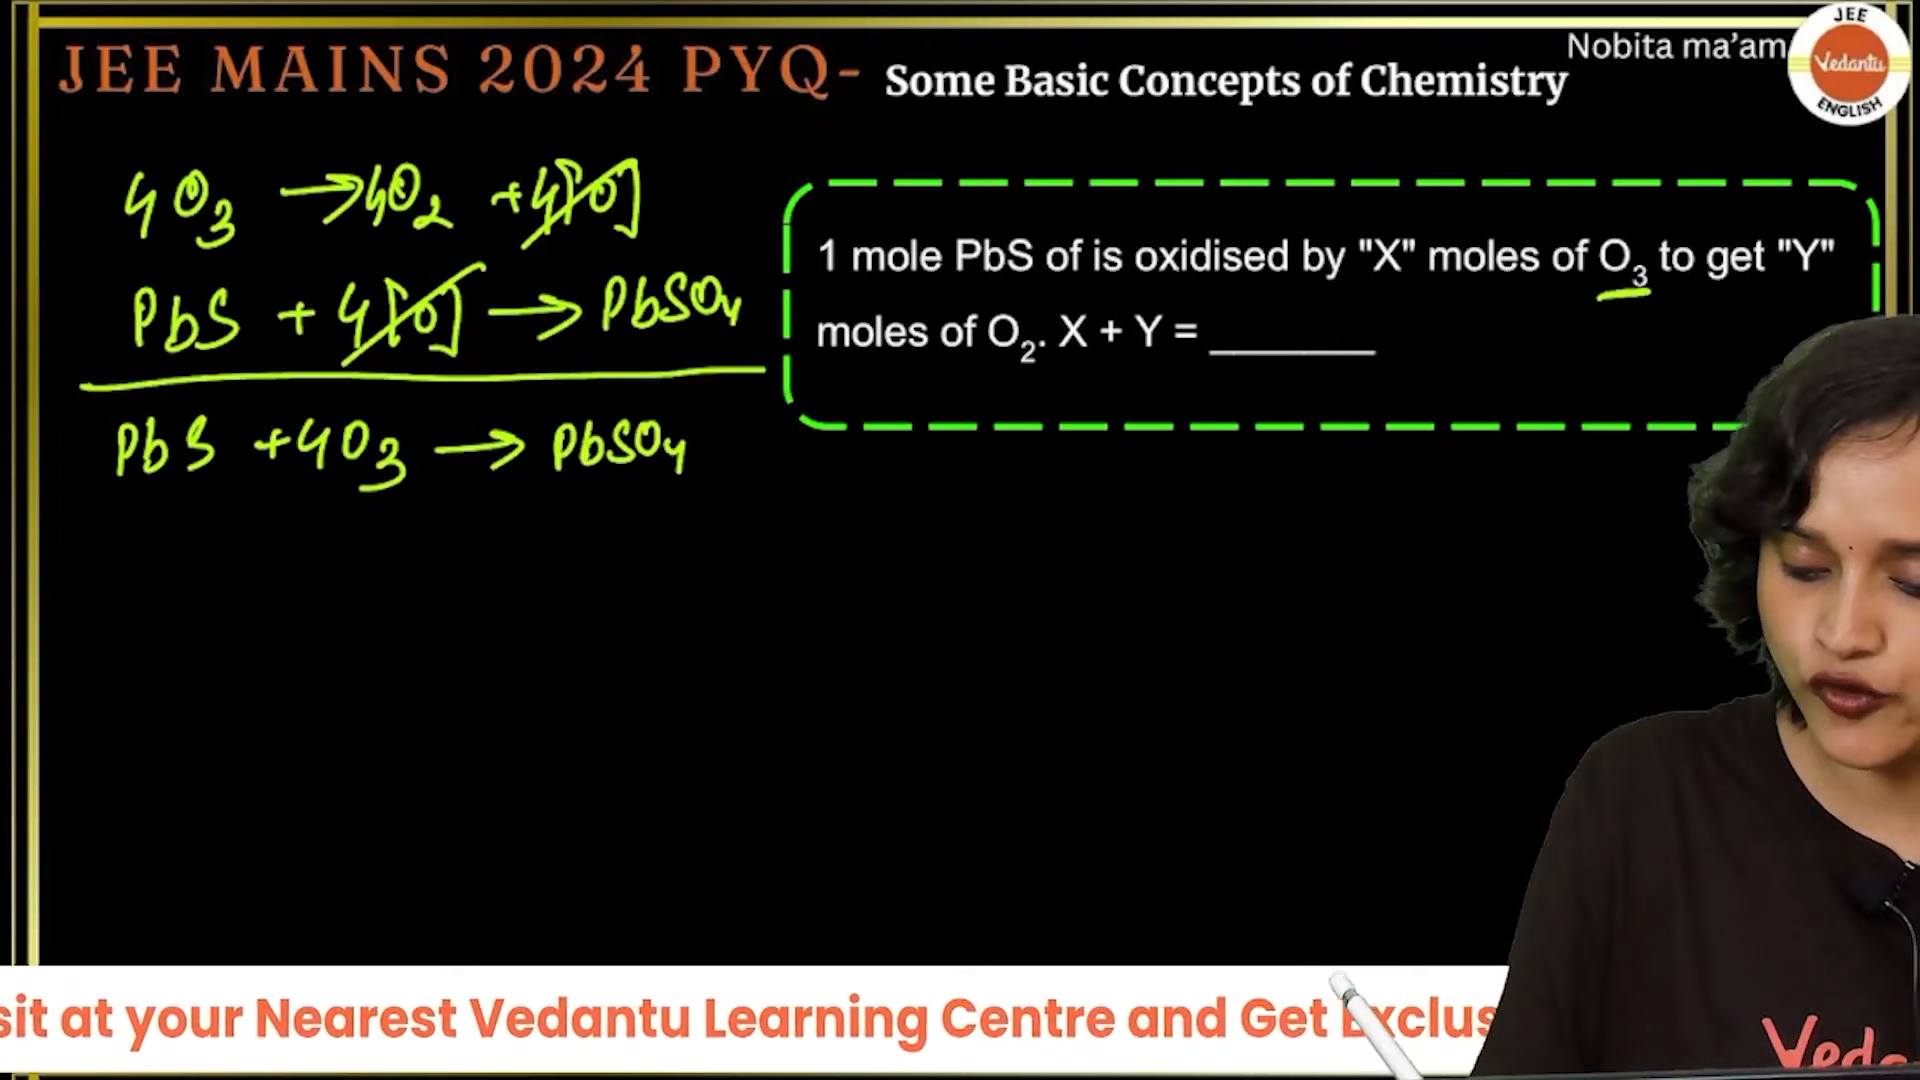 JEE MAINS 2024 PYQ- Some Basic Concepts of Chemistry
Nobita ma'am
JEE
Vedantu
ENGLISH
4O₃ → 4O₂ + 4[O]
PbS + 4[O] → PbSO₄
PbS + 4O₃ → PbSO₄
1 mole PbS of is oxidised by "X" moles of O₃ to get "Y"
moles of O₂. X + Y = ________
sit at your Nearest Vedantu Learning Centre and Get Exclus
Veda